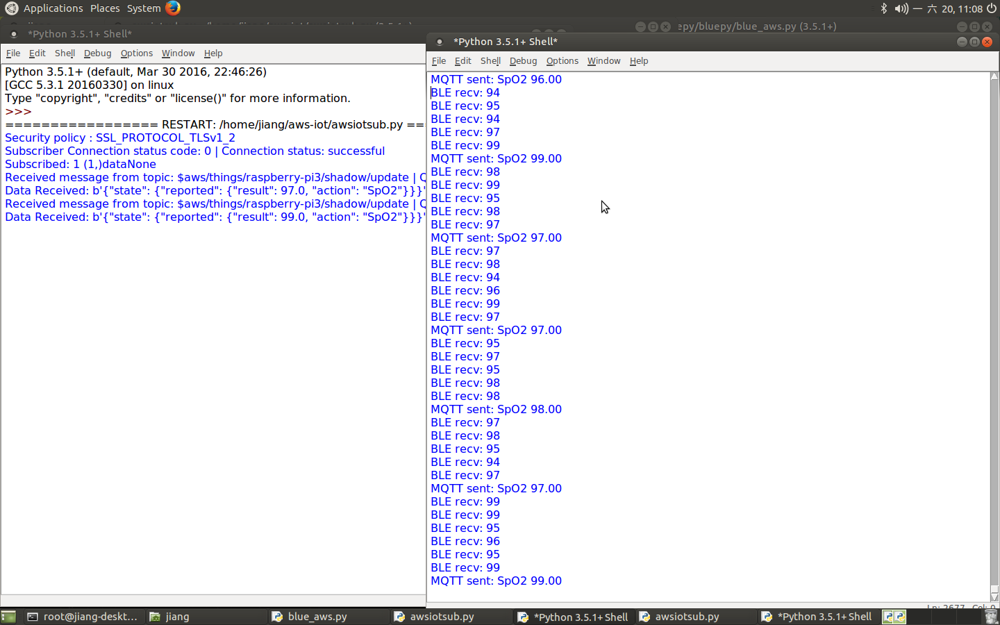 Applications Places System
一 六 20, 11:08
epy/bluepy/blue_aws.py (3.5.1+)
*Python 3.5.1+ Shell*
File Edit Shell Debug Options Window Help
Python 3.5.1+ (default, Mar 30 2016, 22:46:26)
[GCC 5.3.1 20160330] on linux
Type "copyright", "credits" or "license()" for more information.
>>>
================= RESTART: /home/jiang/aws-iot/awsiotsub.py ==
Security policy : SSL_PROTOCOL_TLSv1_2
Subscriber Connection status code: 0 | Connection status: successful
Subscribed: 1 (1,)dataNone
Received message from topic: $aws/things/raspberry-pi3/shadow/update |
Data Received: b'{"state": {"reported": {"result": 97.0, "action": "SpO2"}}}'
Received message from topic: $aws/things/raspberry-pi3/shadow/update |
Data Received: b'{"state": {"reported": {"result": 99.0, "action": "SpO2"}}}'
*Python 3.5.1+ Shell*
File Edit Shell Debug Options Window Help
MQTT sent: SpO2 96.00
BLE recv: 94
BLE recv: 95
BLE recv: 94
BLE recv: 97
BLE recv: 99
MQTT sent: SpO2 99.00
BLE recv: 98
BLE recv: 99
BLE recv: 95
BLE recv: 98
BLE recv: 97
MQTT sent: SpO2 97.00
BLE recv: 97
BLE recv: 98
BLE recv: 94
BLE recv: 96
BLE recv: 99
BLE recv: 97
MQTT sent: SpO2 97.00
BLE recv: 95
BLE recv: 97
BLE recv: 95
BLE recv: 98
BLE recv: 98
MQTT sent: SpO2 98.00
BLE recv: 97
BLE recv: 98
BLE recv: 95
BLE recv: 94
BLE recv: 97
MQTT sent: SpO2 97.00
BLE recv: 99
BLE recv: 99
BLE recv: 95
BLE recv: 96
BLE recv: 95
BLE recv: 99
MQTT sent: SpO2 99.00
Ln: 2677 Col: 0
root@jiang-deskt... jiang blue_aws.py awsiotsub.py *Python 3.5.1+ Shell awsiotsub.py *Python 3.5.1+ Shell